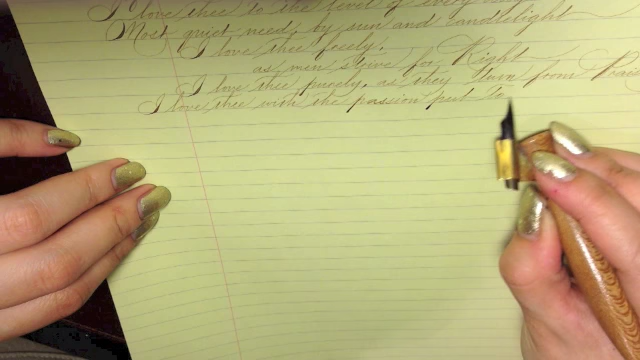 I love thee to the level of every
Most quiet need, by sun and candlelight
I love thee freely,
as men strive for Right
I love thee purely, as they turn from Prais
I love thee with the passion put to